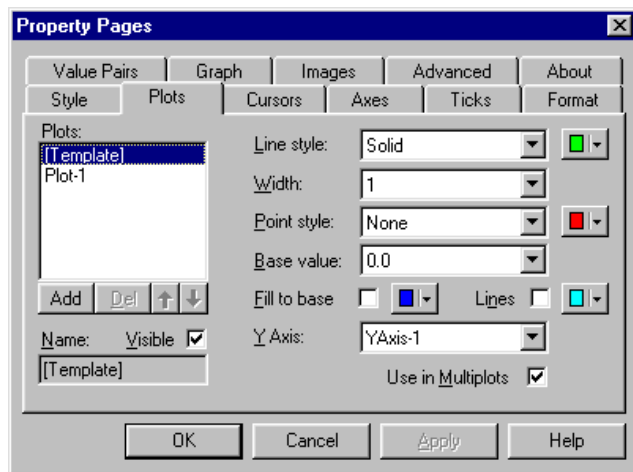 Property Pages
Value Pairs Graph Images Advanced About
Style Plots Cursors Axes Ticks Format
Plots:
[Template]
Plot-1
Add Del
Name: Visible
[Template]
Line style: Solid
Width: 1
Point style: None
Base value: 0.0
Fill to base Lines
Y Axis: YAxis-1
Use in Multiplots
OK Cancel Apply Help